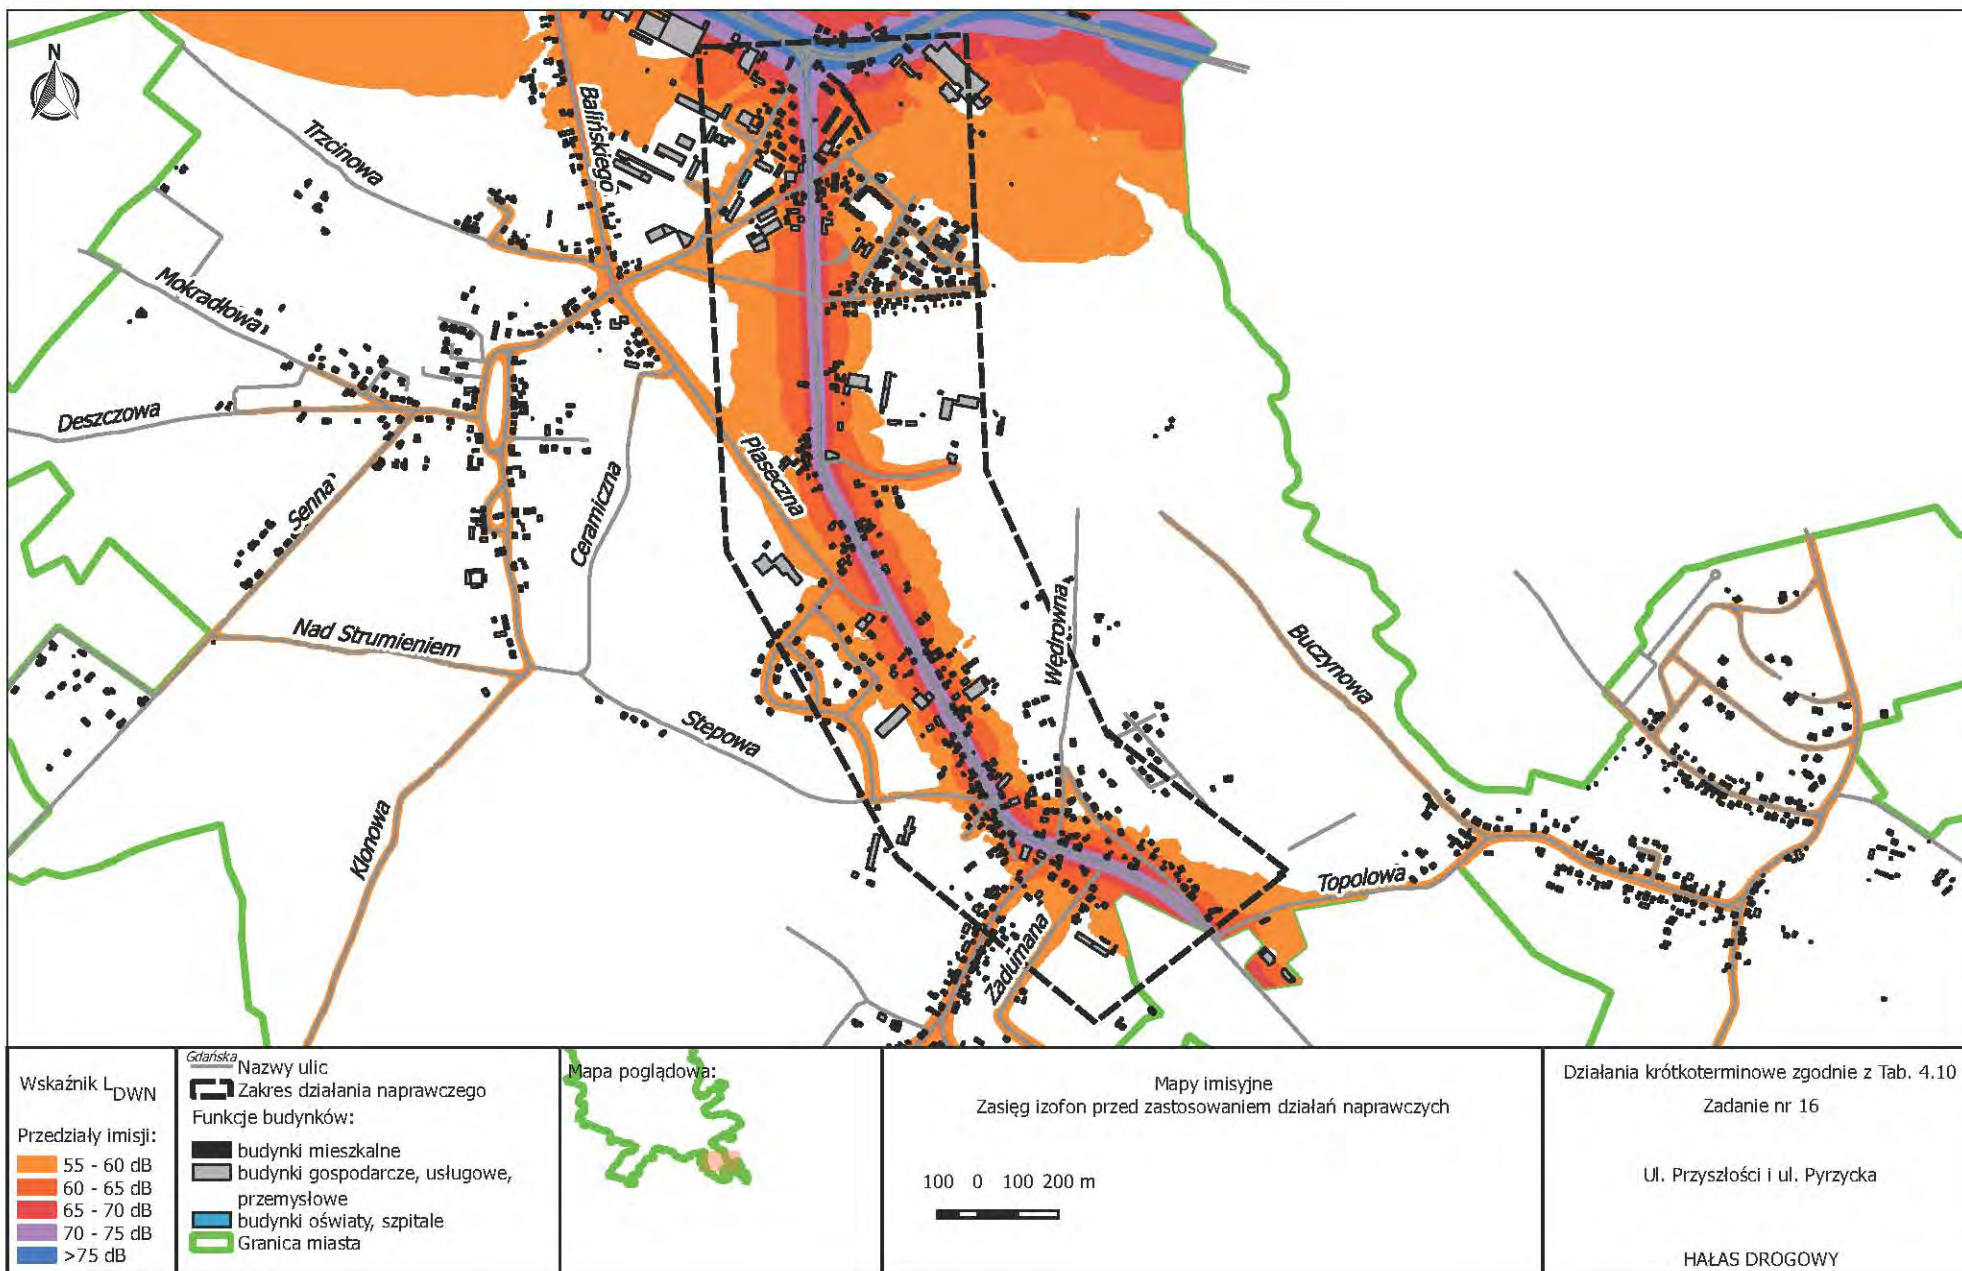 N
Trzcinowa
Balińskiego
Mokradłowa
Deszczowa
Senna
Ceramiczna
Piaseczna
Nad Strumieniem
Wędrowna
Buczynowa
Stepowa
Klonowa
Topolowa
Zadumana
Wskaźnik LDWN
Przedziały imisji:
55 - 60 dB
60 - 65 dB
65 - 70 dB
70 - 75 dB
>75 dB
Gdańska
Nazwy ulic
Zakres działania naprawczego
Funkcje budynków:
budynki mieszkalne
budynki gospodarcze, usługowe,
przemysłowe
budynki oświaty, szpitale
Granica miasta
Mapa poglądowa:
Mapy imisyjne
Zasięg izofon przed zastosowaniem działań naprawczych
100 0 100 200 m
Działania krótkoterminowe zgodnie z Tab. 4.10
Zadanie nr 16
Ul. Przyszłości i ul. Pyrzycka
HAŁAS DROGOWY